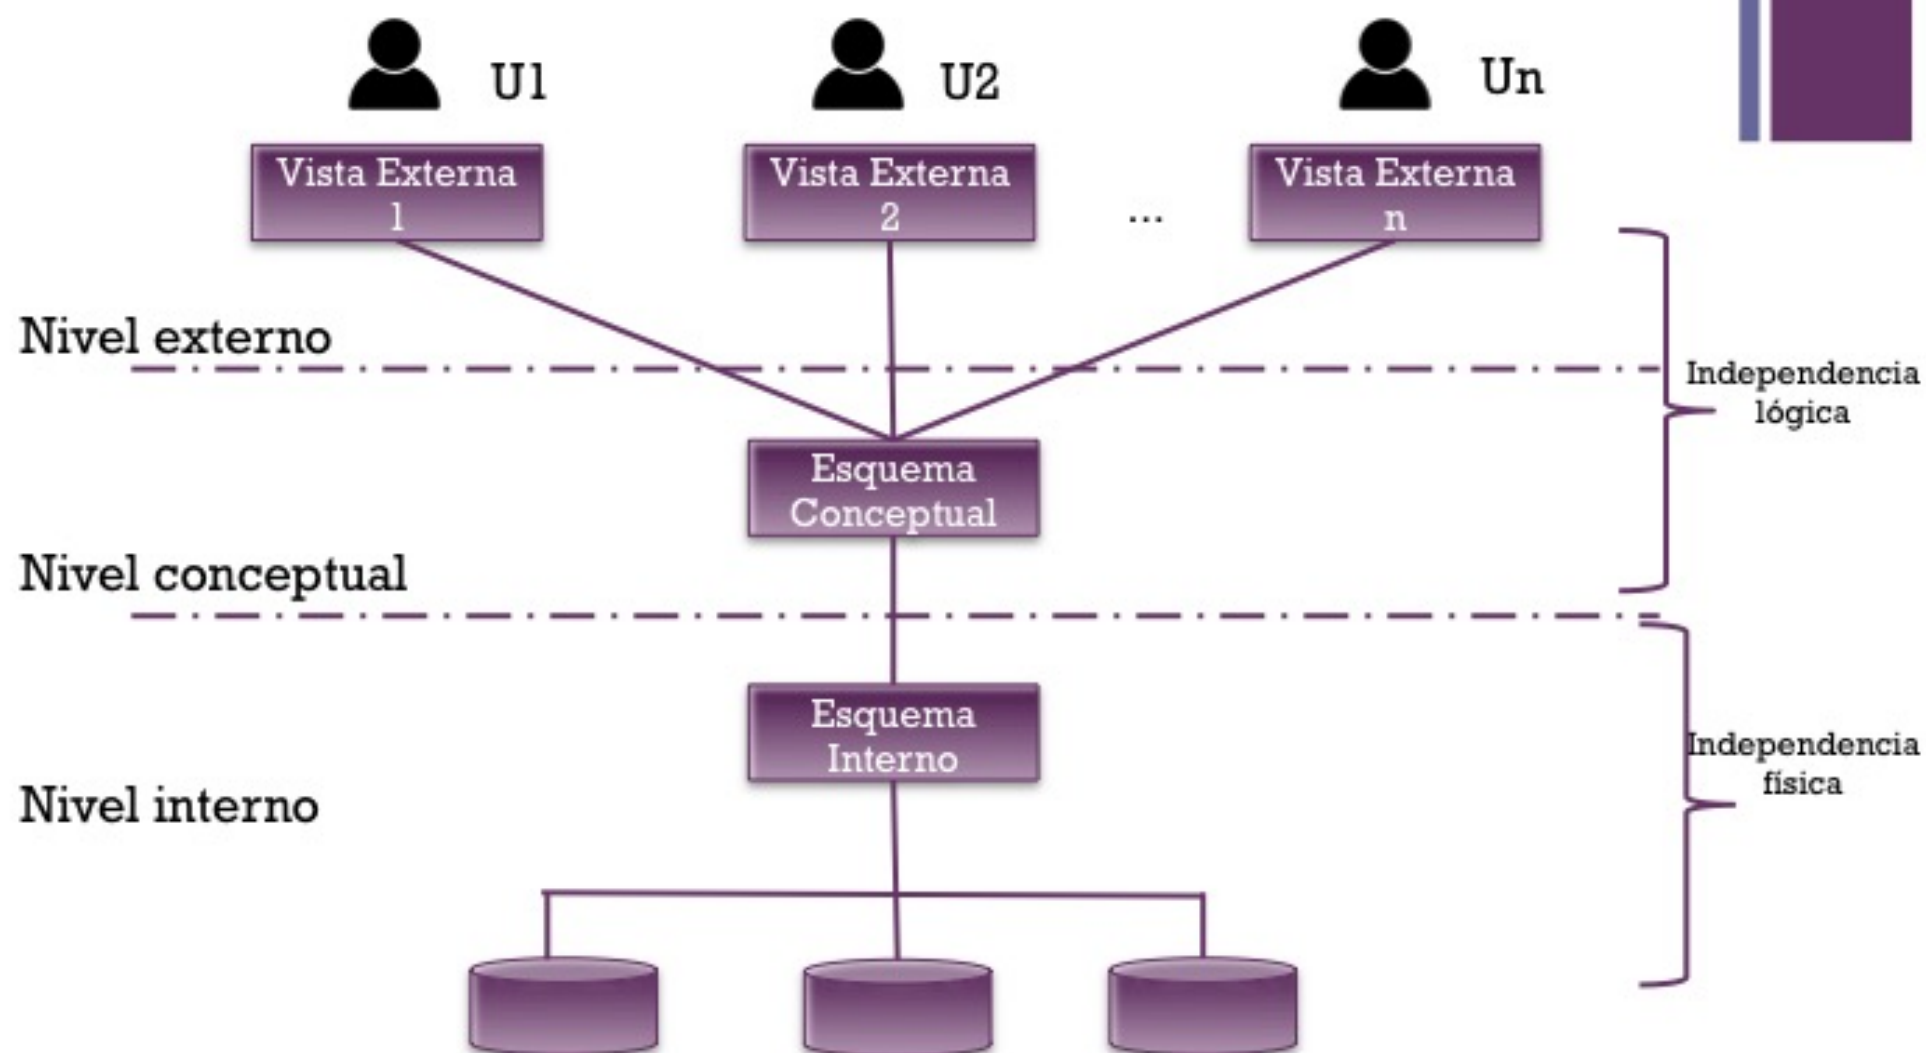 U1
U2
Un
Vista Externa
1
Vista Externa
2
...
Vista Externa
n
Nivel externo
Independencia
lógica
Esquema
Conceptual
Nivel conceptual
Esquema
Interno
Independencia
física
Nivel interno